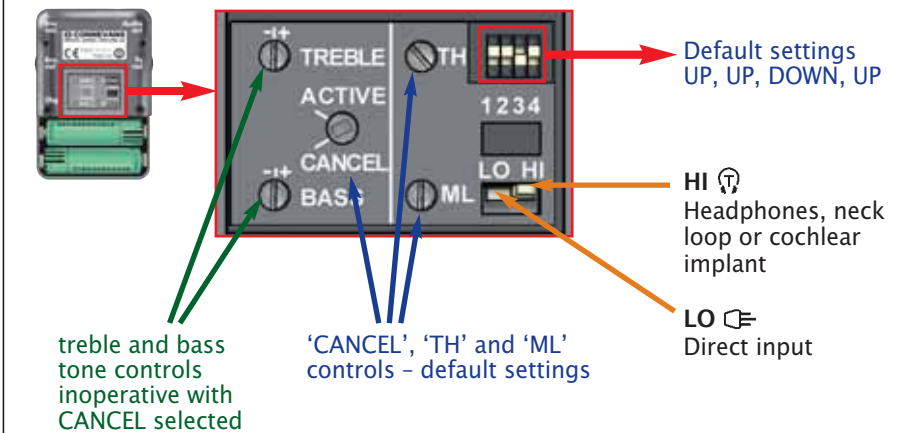 CONNEVANS
CE
-ı+
TREBLE
TH
ACTIVE
1234
CANCEL
LO HI
-ı+
BASS
ML
Default settings
UP, UP, DOWN, UP
HI T
Headphones, neck
loop or cochlear
implant
LO
Direct input
treble and bass
tone controls
inoperative with
CANCEL selected
‘CANCEL’, ‘TH’ and ‘ML’
controls – default settings